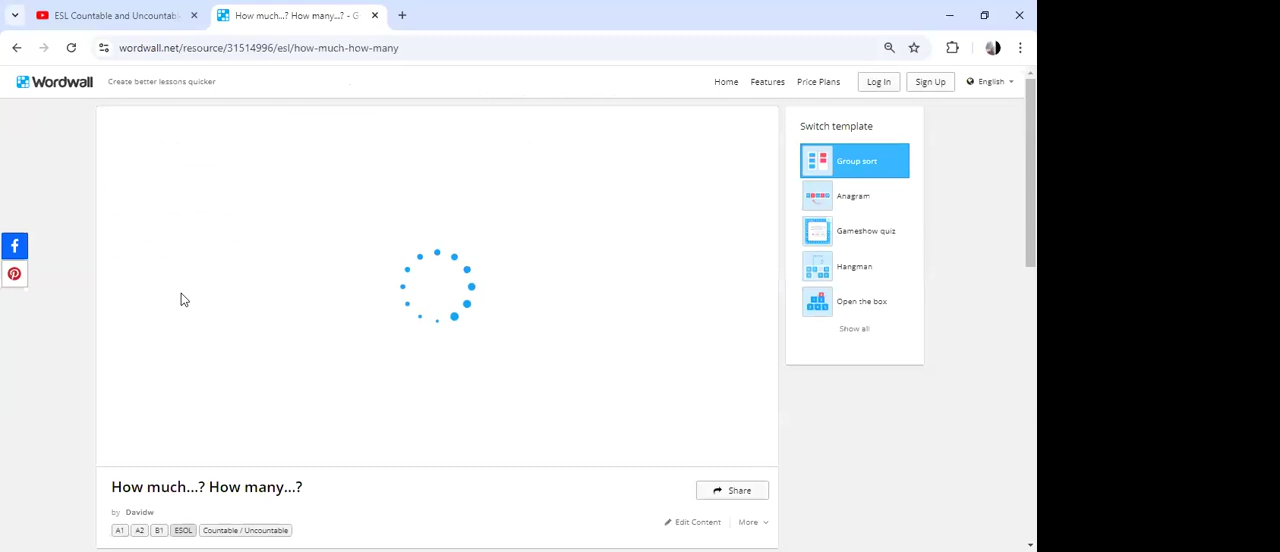 ESL Countable and Uncountabl
How much...? How many...? - G
wordwall.net/resource/31514996/esl/how-much-how-many
Wordwall Create better lessons quicker Home Features Price Plans Log In Sign Up English
Switch template
Group sort
Anagram
Gameshow quiz
Hangman
Open the box
Show all
How much...? How many...?
Share
by Davidw
Edit Content More
A1 A2 B1 ESOL Countable / Uncountable